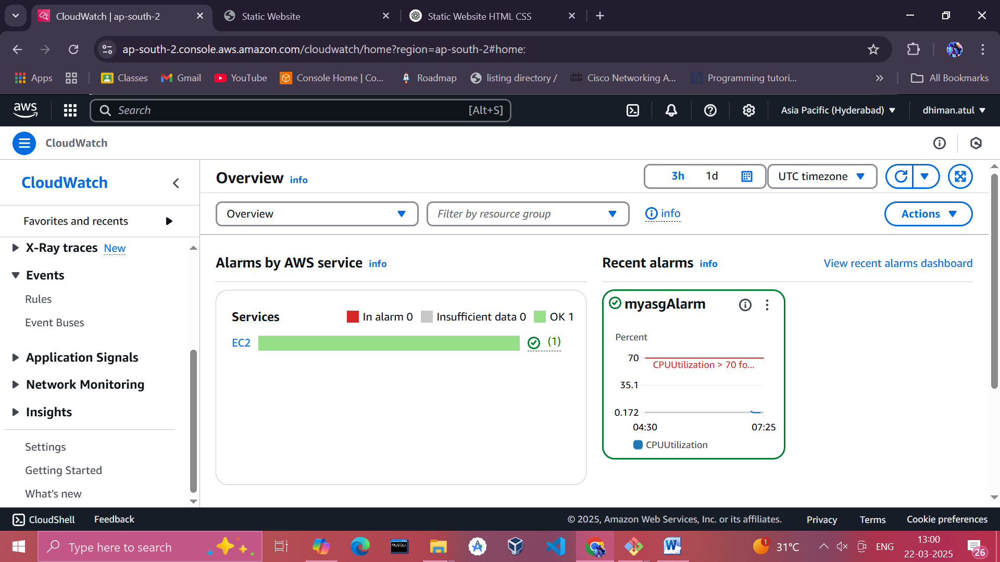 CloudWatch | ap-south-2
Static Website
Static Website HTML CSS
ap-south-2.console.aws.amazon.com/cloudwatch/home?region=ap-south-2#home:
Apps
Classes
Gmail
YouTube
Console Home | Co...
Roadmap
listing directory /
Cisco Networking A...
Programming tutori...
All Bookmarks
aws
Search
[Alt+S]
Asia Pacific (Hyderabad)
dhiman.atul
CloudWatch
CloudWatch
Favorites and recents
X-Ray traces New
Events
Rules
Event Buses
Application Signals
Network Monitoring
Insights
Settings
Getting Started
What's new
Overview info
3h 1d
UTC timezone
Overview
Filter by resource group
info
Actions
Alarms by AWS service info
Services
In alarm 0 Insufficient data 0 OK 1
EC2 (1)
Recent alarms info
View recent alarms dashboard
myasgAlarm
Percent
70
CPUUtilization > 70 fo...
35.1
0.172
04:30 07:25
CPUUtilization
CloudShell
Feedback
© 2025, Amazon Web Services, Inc. or its affiliates.
Privacy
Terms
Cookie preferences
Type here to search
MySQL
1
31°C
ENG
13:00
22-03-2025
26